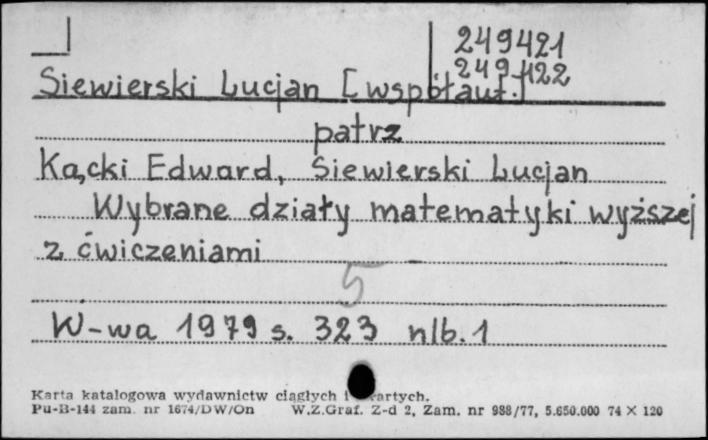 249421
249422
Siewierski Lucjan [współaut.]
patrz
Kącki Edward, Siewierski Lucjan
Wybrane działy matematyki wyższej
z ćwiczeniami
5
W-wa 1979 s. 323 nlb. 1
Karta katalogowa wydawnictw ciągłych i
Pu-B-144 zam. nr 1674/DW/On W.Z.Graf. Z-d 2, Zam. nr 988/77, 5.650.000 74 X 120